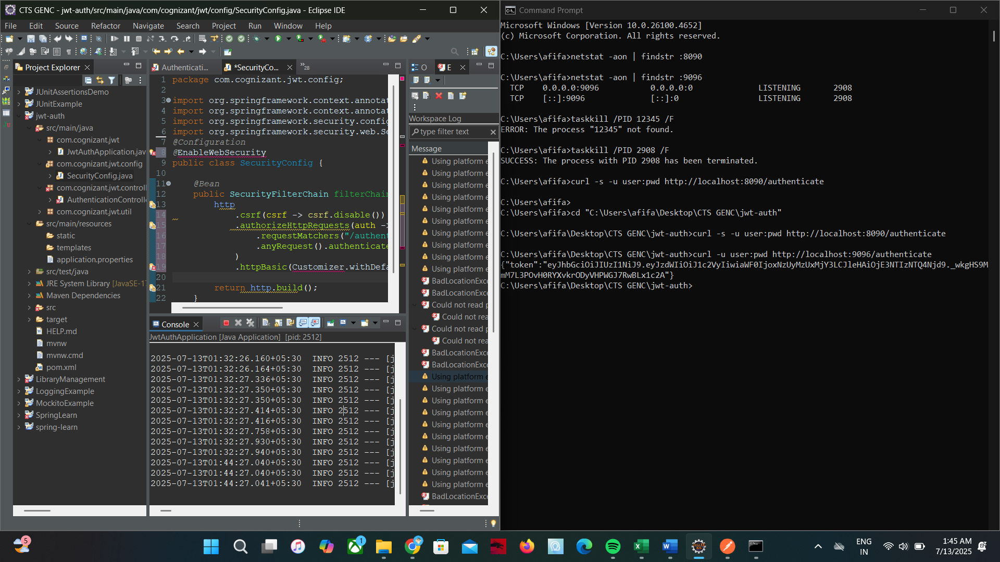 CTS GENC - jwt-auth/src/main/java/com/cognizant/jwt/config/SecurityConfig.java - Eclipse IDE
File Edit Source Refactor Navigate Search Project Run Window Help
Project Explorer
JUnitAssertionsDemo
JUnitExample
jwt-auth
src/main/java
com.cognizant.jwt
JwtAuthApplication.jav
com.cognizant.jwt.config
SecurityConfig.java
com.cognizant.jwt.controll
AuthenticationControlle
com.cognizant.jwt.util
src/main/resources
static
templates
application.properties
src/test/java
JRE System Library [JavaSE-1
Maven Dependencies
src
target
HELP.md
mvnw
mvnw.cmd
pom.xml
LibraryManagement
LoggingExample
MockitoExample
SpringLearn
spring-learn
Authenticati... *SecurityCo... 28
1 package com.cognizant.jwt.config;
2
3 import org.springframework.context.annotat
4 import org.springframework.context.annotat
5 import org.springframework.security.config
6 import org.springframework.security.web.Se
7 @Configuration
8 @EnableWebSecurity
9 public class SecurityConfig {
10
11 @Bean
12 public SecurityFilterChain filterChain
13 http
14 .csrf(csrf -> csrf.disable())
15 .authorizeHttpRequests(auth ->
16 .requestMatchers("/authent
17 .anyRequest().authenticate
18 )
19 .httpBasic(Customizer.withDefa
20
21 return http.build();
22 }
Console
JwtAuthApplication [Java Application] [pid: 2512]
2025-07-13T01:32:26.160+05:30 INFO 2512 --- [j
2025-07-13T01:32:26.164+05:30 INFO 2512 --- [j
2025-07-13T01:32:27.336+05:30 INFO 2512 --- [j
2025-07-13T01:32:27.350+05:30 INFO 2512 --- [j
2025-07-13T01:32:27.350+05:30 INFO 2512 --- [j
2025-07-13T01:32:27.414+05:30 INFO 2512 --- [j
2025-07-13T01:32:27.416+05:30 INFO 2512 --- [j
2025-07-13T01:32:27.758+05:30 INFO 2512 --- [j
2025-07-13T01:32:27.930+05:30 INFO 2512 --- [j
2025-07-13T01:32:27.940+05:30 INFO 2512 --- [j
2025-07-13T01:44:27.040+05:30 INFO 2512 --- [j
2025-07-13T01:44:27.040+05:30 INFO 2512 --- [j
2025-07-13T01:44:27.041+05:30 INFO 2512 --- [j
O E
Workspace Log
type filter text
Message
Using platform e
Using platform e
Using platform e
Using platform e
Using platform e
Using platform e
Using platform e
Using platform e
Using platform e
Using platform e
BadLocationExce
BadLocationExce
Could not read p
Could not rea
Could not read p
Could not rea
BadLocationExce
BadLocationExce
Using platform e
Using platform e
Using platform e
Using platform e
Using platform e
Using platform e
Using platform e
Using platform e
Using platform e
Using platform e
BadLocationExce
Command Prompt
Microsoft Windows [Version 10.0.26100.4652]
(c) Microsoft Corporation. All rights reserved.
C:\Users\afifa>netstat -aon | findstr :8090
C:\Users\afifa>netstat -aon | findstr :9096
TCP 0.0.0.0:9096 0.0.0.0:0 LISTENING 2908
TCP [::]:9096 [::]:0 LISTENING 2908
C:\Users\afifa>taskkill /PID 12345 /F
ERROR: The process "12345" not found.
C:\Users\afifa>taskkill /PID 2908 /F
SUCCESS: The process with PID 2908 has been terminated.
C:\Users\afifa>curl -s -u user:pwd http://localhost:8090/authenticate
C:\Users\afifa>
C:\Users\afifa>cd "C:\Users\afifa\Desktop\CTS GENC\jwt-auth"
C:\Users\afifa\Desktop\CTS GENC\jwt-auth>curl -s -u user:pwd http://localhost:8090/authenticate
C:\Users\afifa\Desktop\CTS GENC\jwt-auth>curl -u user:pwd http://localhost:9096/authenticate
{"token":"eyJhbGciOiJIUzI1NiJ9.eyJzdWIiOiJ1c2VyIiwiaWF0IjoxNzUyMzUxMjY3LCJleHAiOjE3NTIzNTQ4Njd9._wkgHS9M
mM7L3POvH0RYXvkrODyVHPWGJ7RwBLx1c2A"}
C:\Users\afifa\Desktop\CTS GENC\jwt-auth>
5
1
ENG
IN
1:45 AM
7/13/2025